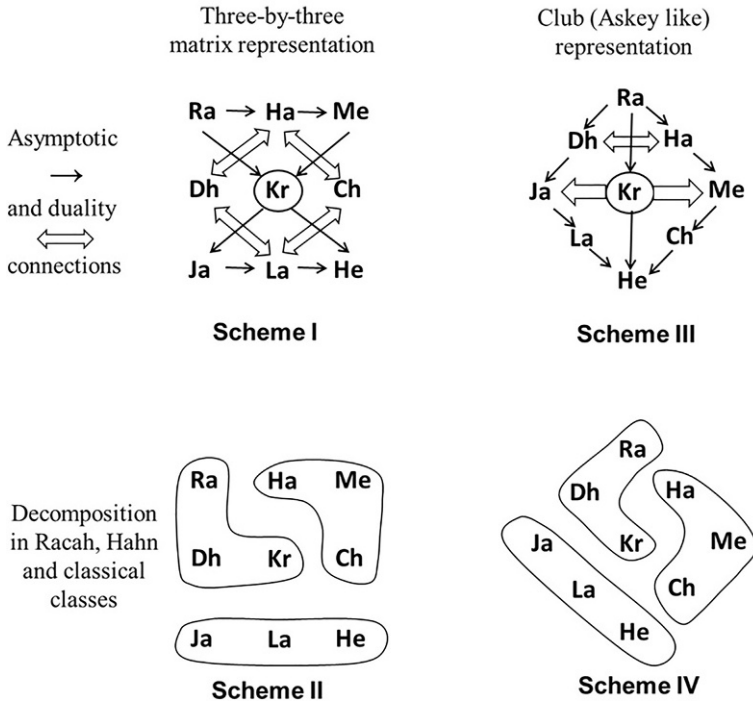 Three-by-three
matrix representation
Club (Askey like)
representation
Asymptotic
and duality
connections
Ra Ha Me
Dh Kr Ch
Ja La He
Scheme I
Ra
Dh Ha
Ja Kr Me
La Ch
He
Scheme III
Decomposition
in Racah, Hahn
and classical
classes
Ra Ha Me
Dh Kr Ch
Ja La He
Scheme II
Ra
Dh Ha
Ja Kr Me
La Ch
He
Scheme IV